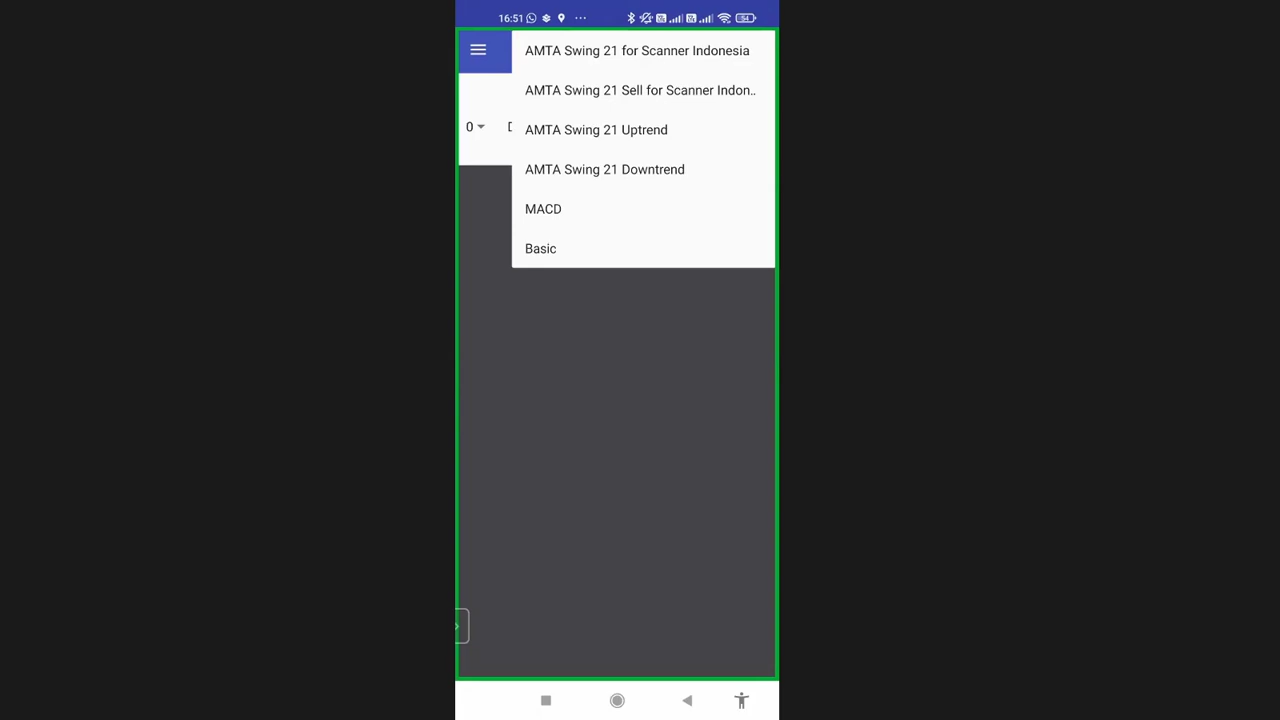 16:51
54
AMTA Swing 21 for Scanner Indonesia
AMTA Swing 21 Sell for Scanner Indon..
0
AMTA Swing 21 Uptrend
AMTA Swing 21 Downtrend
MACD
Basic